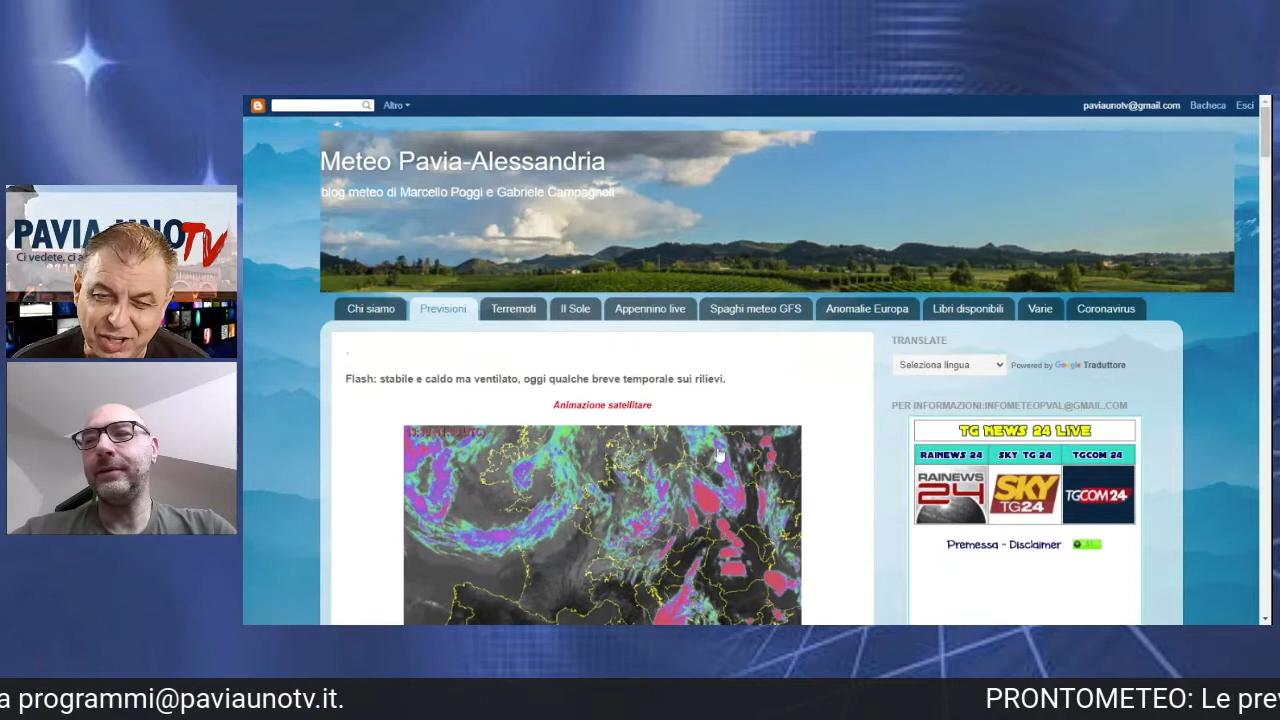 Altro
paviaunotv@gmail.com Bacheca Esci
Meteo Pavia-Alessandria
blog meteo di Marcello Poggi e Gabriele Campagnoli
PAVIA UNO TV
Ci vedete, ci
Chi siamo Previsioni Terremoti Il Sole Appennino live Spaghi meteo GFS Anomalie Europa Libri disponibili Varie Coronavirus
.
Flash: stabile e caldo ma ventilato, oggi qualche breve temporale sui rilievi.
Animazione satellitare
TRANSLATE
Seleziona lingua
Powered by Google Traduttore
PER INFORMAZIONI:INFOMETEOPVAL@GMAIL.COM
TG NEWS 24 LIVE
RAINEWS 24 SKY TG 24 TGCOM 24
RAINEWS
24
SKY
TG24
TGCOM24
Premessa - Disclaimer
a programmi@paviaunotv.it.
PRONTOMETEO: Le pre